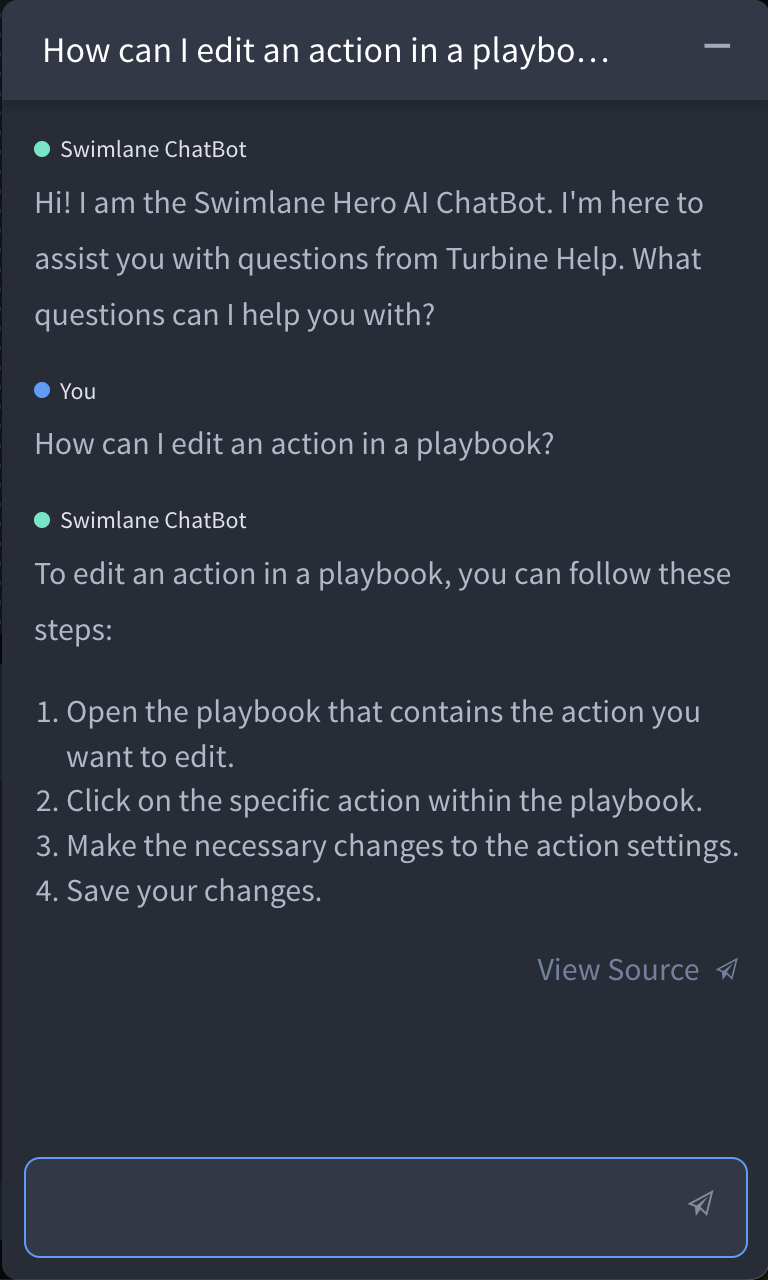 How can I edit an action in a playbo...
Swimlane ChatBot
Hi! I am the Swimlane Hero AI ChatBot. I'm here to
assist you with questions from Turbine Help. What
questions can I help you with?
You
How can I edit an action in a playbook?
Swimlane ChatBot
To edit an action in a playbook, you can follow these
steps:
1. Open the playbook that contains the action you
want to edit.
2. Click on the specific action within the playbook.
3. Make the necessary changes to the action settings.
4. Save your changes.
View Source